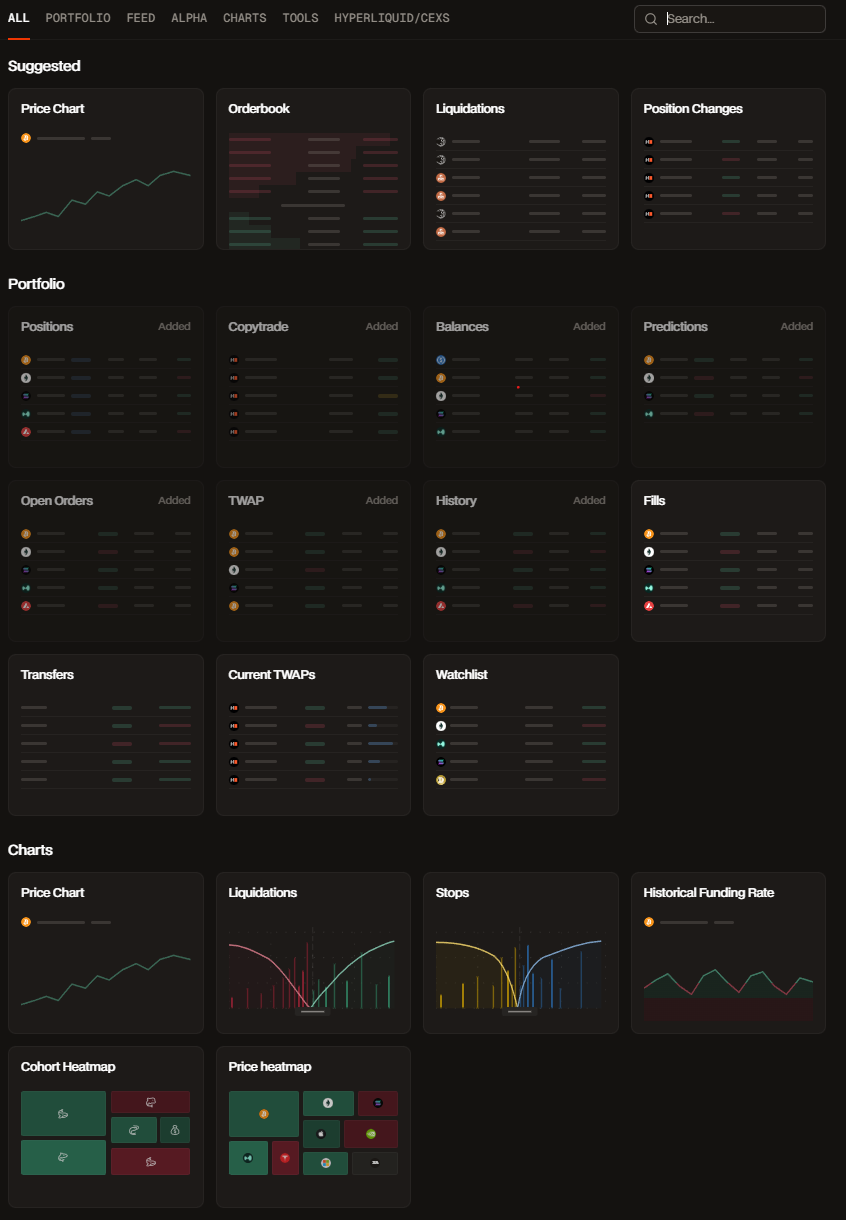 ALL PORTFOLIO FEED ALPHA CHARTS TOOLS HYPERLIQUID/CEXS Search...
Suggested
Price Chart Orderbook Liquidations Position Changes
Portfolio
Positions Added Copytrade Added Balances Added Predictions Added
Open Orders Added TWAP Added History Added Fills
Transfers Current TWAPs Watchlist
Charts
Price Chart Liquidations Stops Historical Funding Rate
Cohort Heatmap Price heatmap